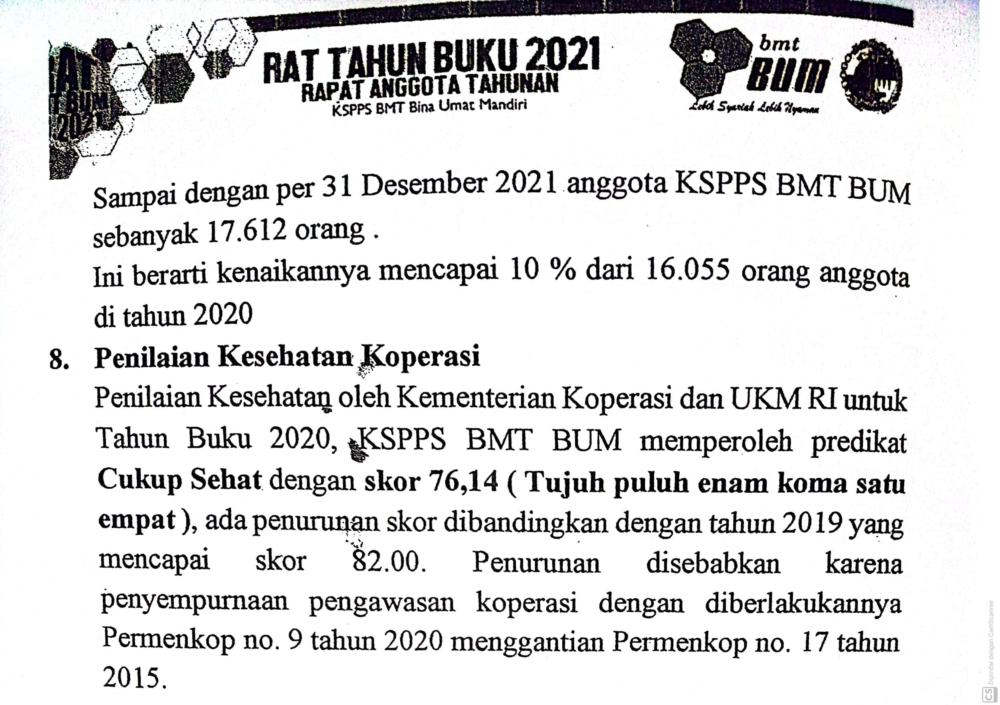 RAT TAHUN BUKU 2021
RAPAT ANGGOTA TAHUNAN
KSPPS BMT Bina Umat Mandiri
bmt
BUM
Lebih Syariah Lebih Nyaman
AT
T BUM
2021
Sampai dengan per 31 Desember 2021 anggota KSPPS BMT BUM
sebanyak 17.612 orang .
Ini berarti kenaikannya mencapai 10 % dari 16.055 orang anggota
di tahun 2020
8. Penilaian Kesehatan Koperasi
Penilaian Kesehatan oleh Kementerian Koperasi dan UKM RI untuk
Tahun Buku 2020, KSPPS BMT BUM memperoleh predikat
Cukup Sehat dengan skor 76,14 ( Tujuh puluh enam koma satu
empat ), ada penurunan skor dibandingkan dengan tahun 2019 yang
mencapai skor 82.00. Penurunan disebabkan karena
penyempurnaan pengawasan koperasi dengan diberlakukannya
Permenkop no. 9 tahun 2020 menggantian Permenkop no. 17 tahun
2015.
CS Dipindai dengan CamScanner